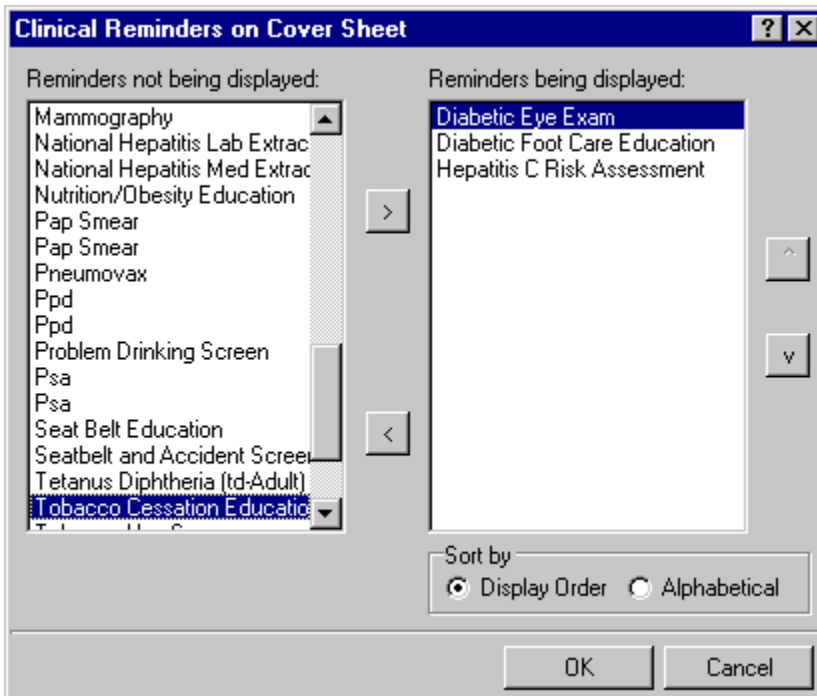 Clinical Reminders on Cover Sheet
Reminders not being displayed:
Mammography
National Hepatitis Lab Extrac
National Hepatitis Med Extrac
Nutrition/Obesity Education
Pap Smear
Pap Smear
Pneumovax
Ppd
Ppd
Problem Drinking Screen
Psa
Psa
Seat Belt Education
Seatbelt and Accident Screen
Tetanus Diphtheria (td-Adult)
Tobacco Cessation Educatio
>
<
Reminders being displayed:
Diabetic Eye Exam
Diabetic Foot Care Education
Hepatitis C Risk Assessment
^
v
Sort by
Display Order Alphabetical
OK Cancel